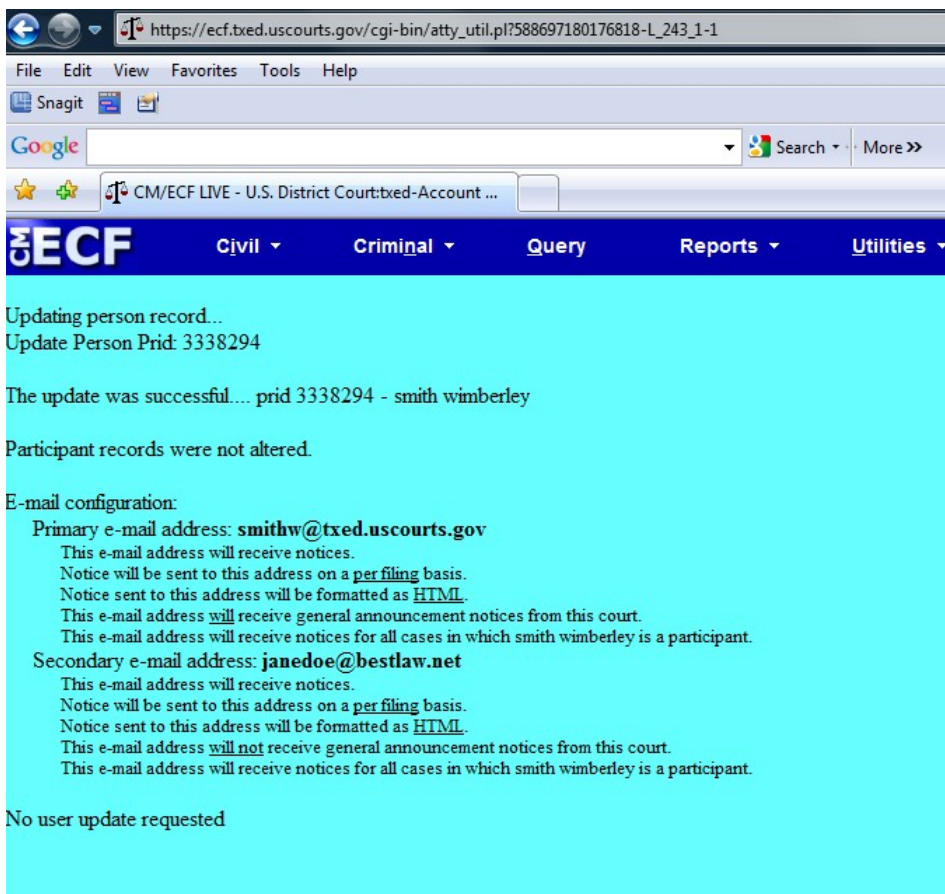 https://ecf.txed.uscourts.gov/cgi-bin/atty_util.pl?588697180176818-L_243_1-1
File Edit View Favorites Tools Help
Snagit
Google Search More >>
CM/ECF LIVE - U.S. District Court:txed-Account ...
CM ECF Civil Criminal Query Reports Utilities
Updating person record...
Update Person Prid: 3338294
The update was successful.... prid 3338294 - smith wimberley
Participant records were not altered.
E-mail configuration:
Primary e-mail address: smithw@txed.uscourts.gov
This e-mail address will receive notices.
Notice will be sent to this address on a per filing basis.
Notice sent to this address will be formatted as HTML.
This e-mail address will receive general announcement notices from this court.
This e-mail address will receive notices for all cases in which smith wimberley is a participant.
Secondary e-mail address: janedoe@bestlaw.net
This e-mail address will receive notices.
Notice will be sent to this address on a per filing basis.
Notice sent to this address will be formatted as HTML.
This e-mail address will not receive general announcement notices from this court.
This e-mail address will receive notices for all cases in which smith wimberley is a participant.
No user update requested